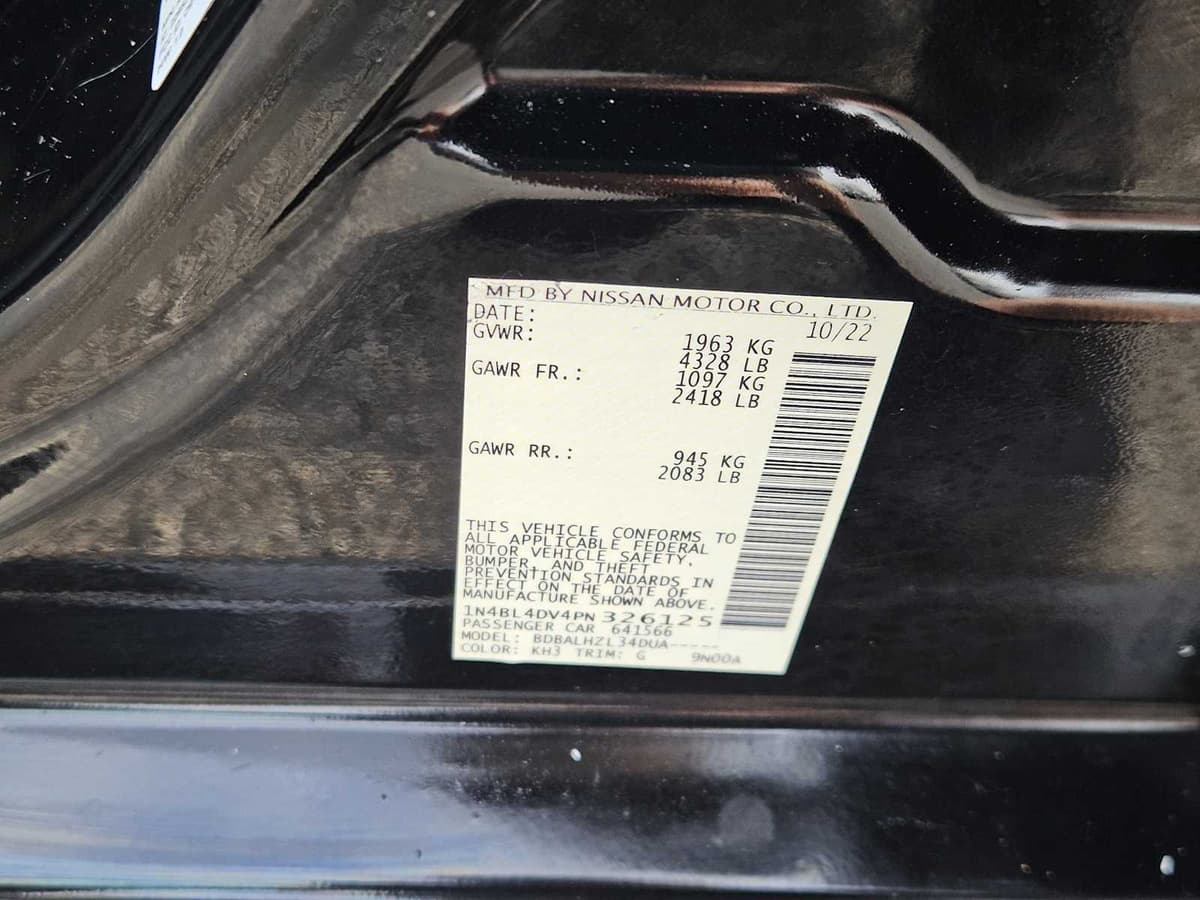 MFD BY NISSAN MOTOR CO., LTD.
DATE: 10/22
GVWR: 1963 KG
4328 LB
GAWR FR.: 1097 KG
2418 LB
GAWR RR.: 945 KG
2083 LB
THIS VEHICLE CONFORMS TO
ALL APPLICABLE FEDERAL
MOTOR VEHICLE SAFETY,
BUMPER, AND THEFT
PREVENTION STANDARDS IN
EFFECT ON THE DATE OF
MANUFACTURE SHOWN ABOVE.
1N4BL4DV4PN 326125
PASSENGER CAR 641566
MODEL: BDBALHZL34DUA-----
COLOR: KH3 TRIM: G 9N00A